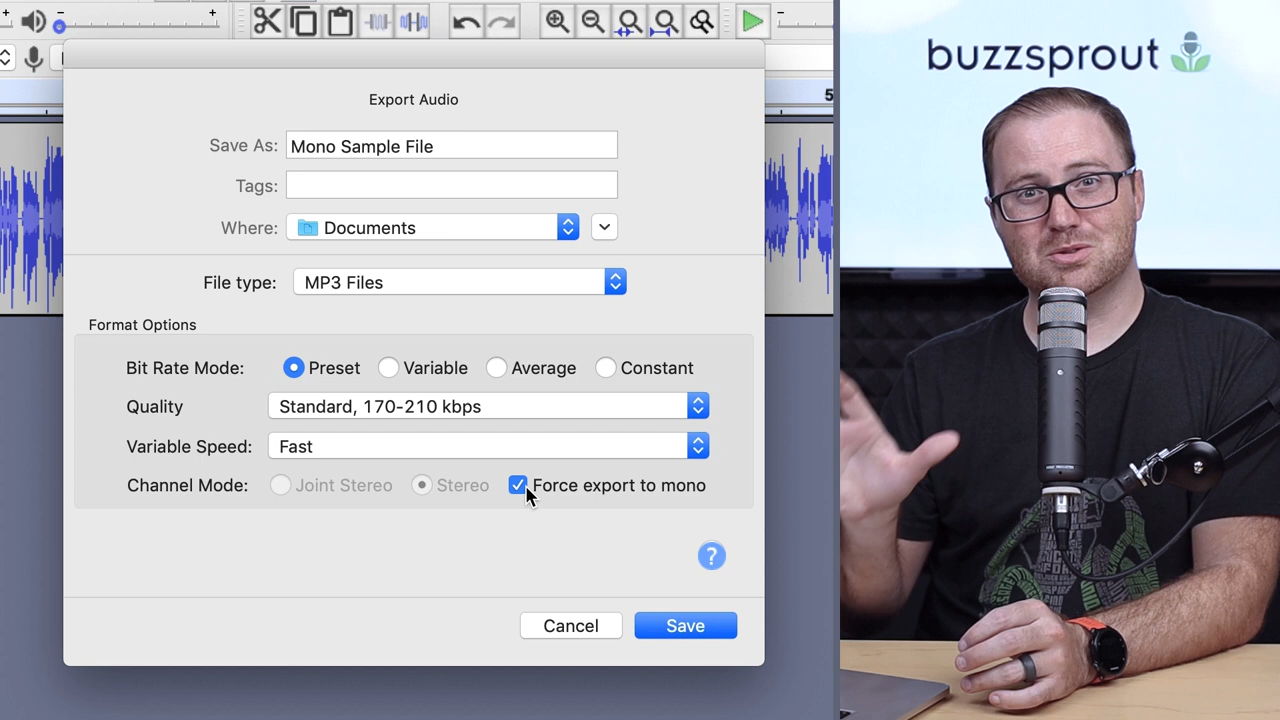 buzzsprout
5
Export Audio
Save As: Mono Sample File
Tags:
Where: Documents
File type: MP3 Files
Format Options
Bit Rate Mode: Preset Variable Average Constant
Quality Standard, 170-210 kbps
Variable Speed: Fast
Channel Mode: Joint Stereo Stereo Force export to mono
?
Cancel Save